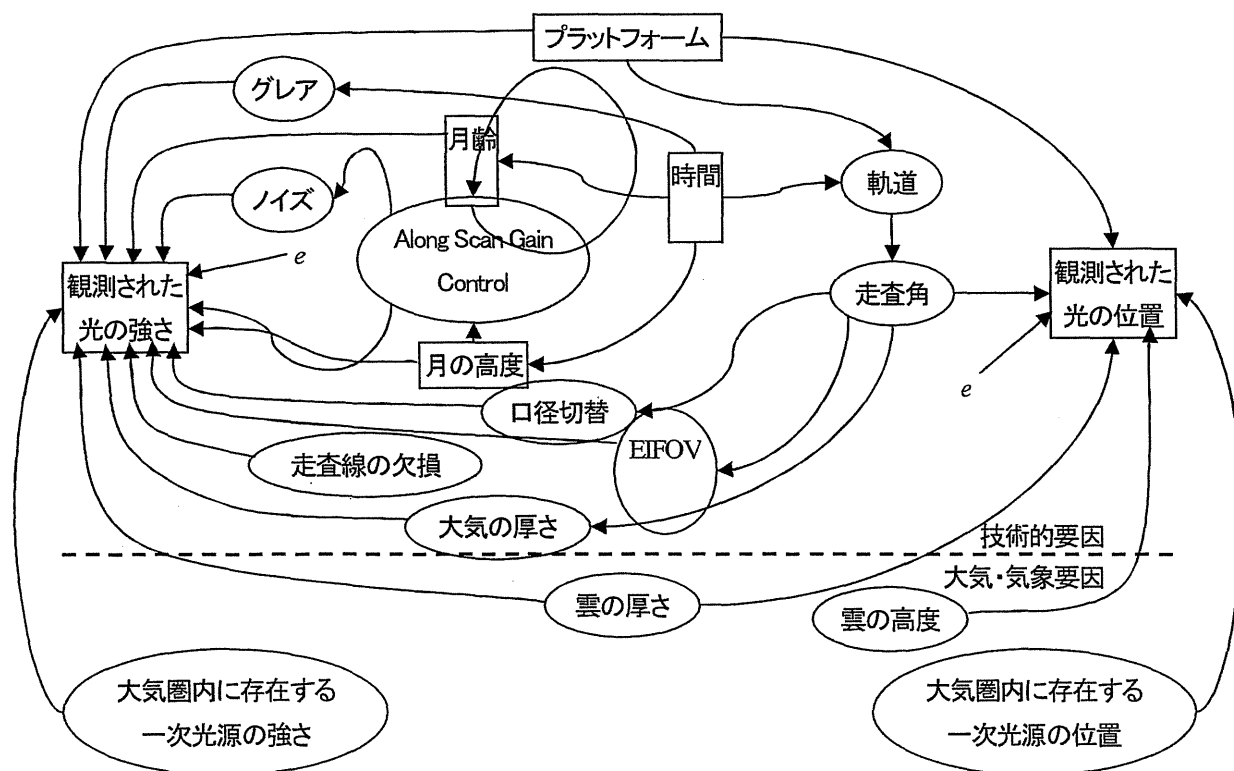 プラットフォーム
グレア
月齢
時間
軌道
ノイズ
Along Scan Gain
Control
e
観測された
光の強さ
走査角
観測された
光の位置
月の高度
e
口径切替
EIFOV
走査線の欠損
大気の厚さ
技術的要因
大気・気象要因
雲の厚さ
雲の高度
大気圏内に存在する
一次光源の強さ
大気圏内に存在する
一次光源の位置